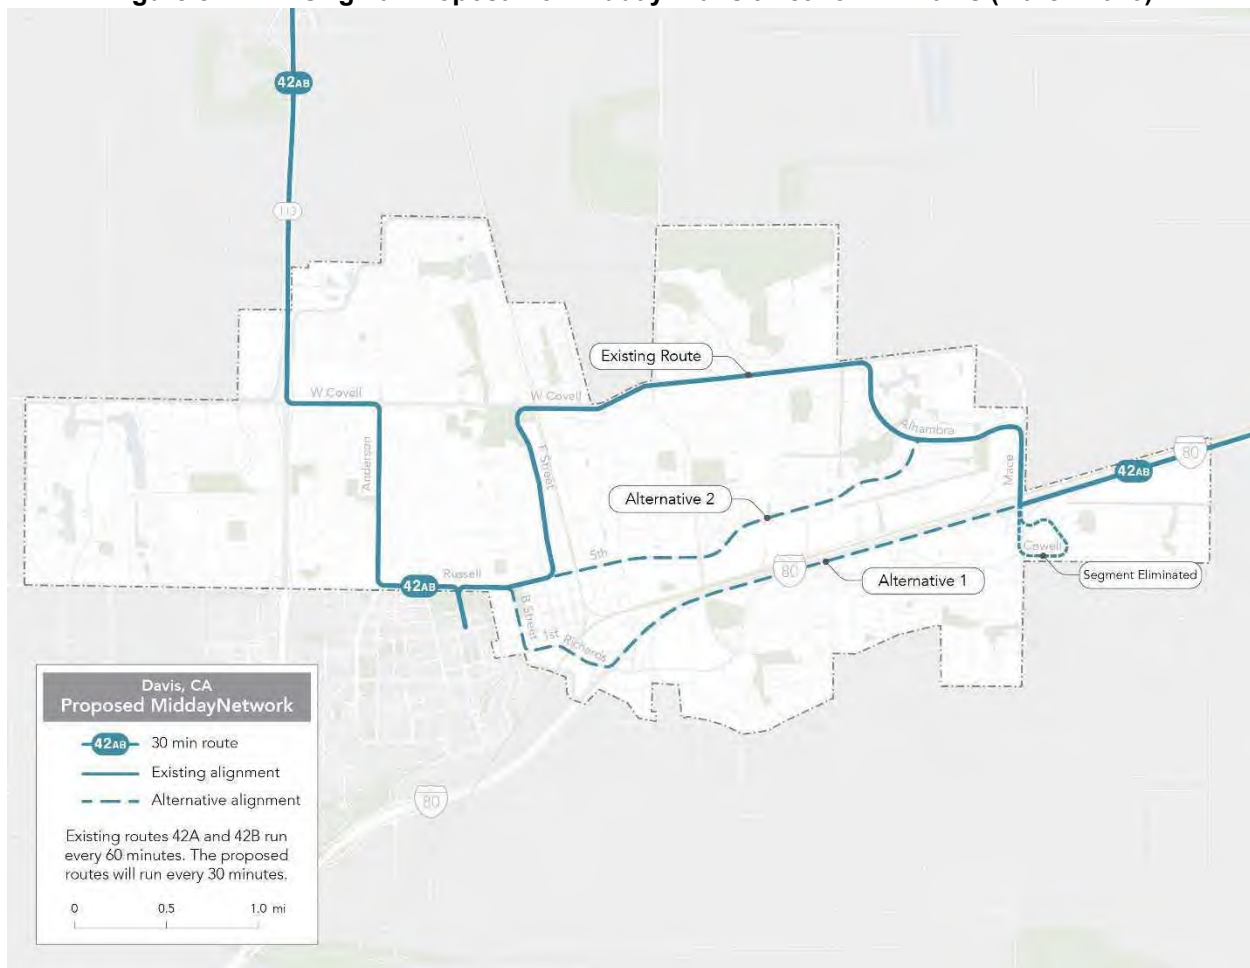 42AB
113
Existing Route
W Covell
W Covell
Alhambra
Anderson
F Street
Mace
80
42AB
Alternative 2
5th
Cowell
Russell
80
Alternative 1
Segment Eliminated
42AB
B Street
1st
Richards
Davis, CA
Proposed MiddayNetwork
42AB 30 min route
Existing alignment
Alternative alignment
Existing routes 42A and 42B run
every 60 minutes. The proposed
routes will run every 30 minutes.
0 0.5 1.0 mi
80